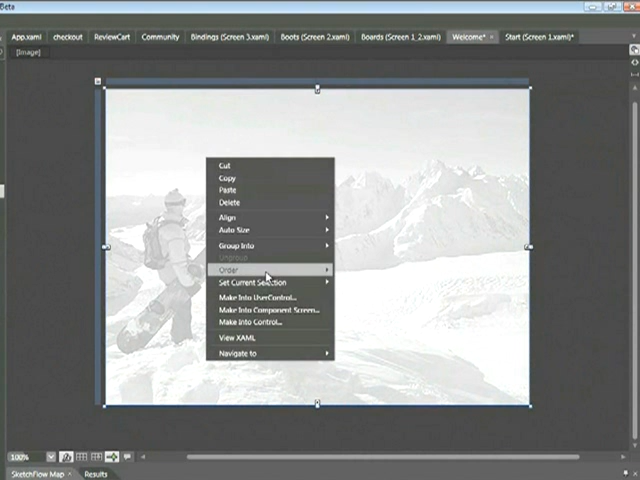 Beta
App.xaml checkout ReviewCart Community Bindings (Screen 3.xaml) Boots (Screen 2.xaml) Boards (Screen 1_2.xaml) Welcome* × Start (Screen 1.xaml)*
[Image]
Cut
Copy
Paste
Delete
Align
Auto Size
Group Into
Ungroup
Order
Set Current Selection
Make Into UserControl...
Make Into Component Screen...
Make Into Control...
View XAML
Navigate to
100%
SketchFlow Map × Results